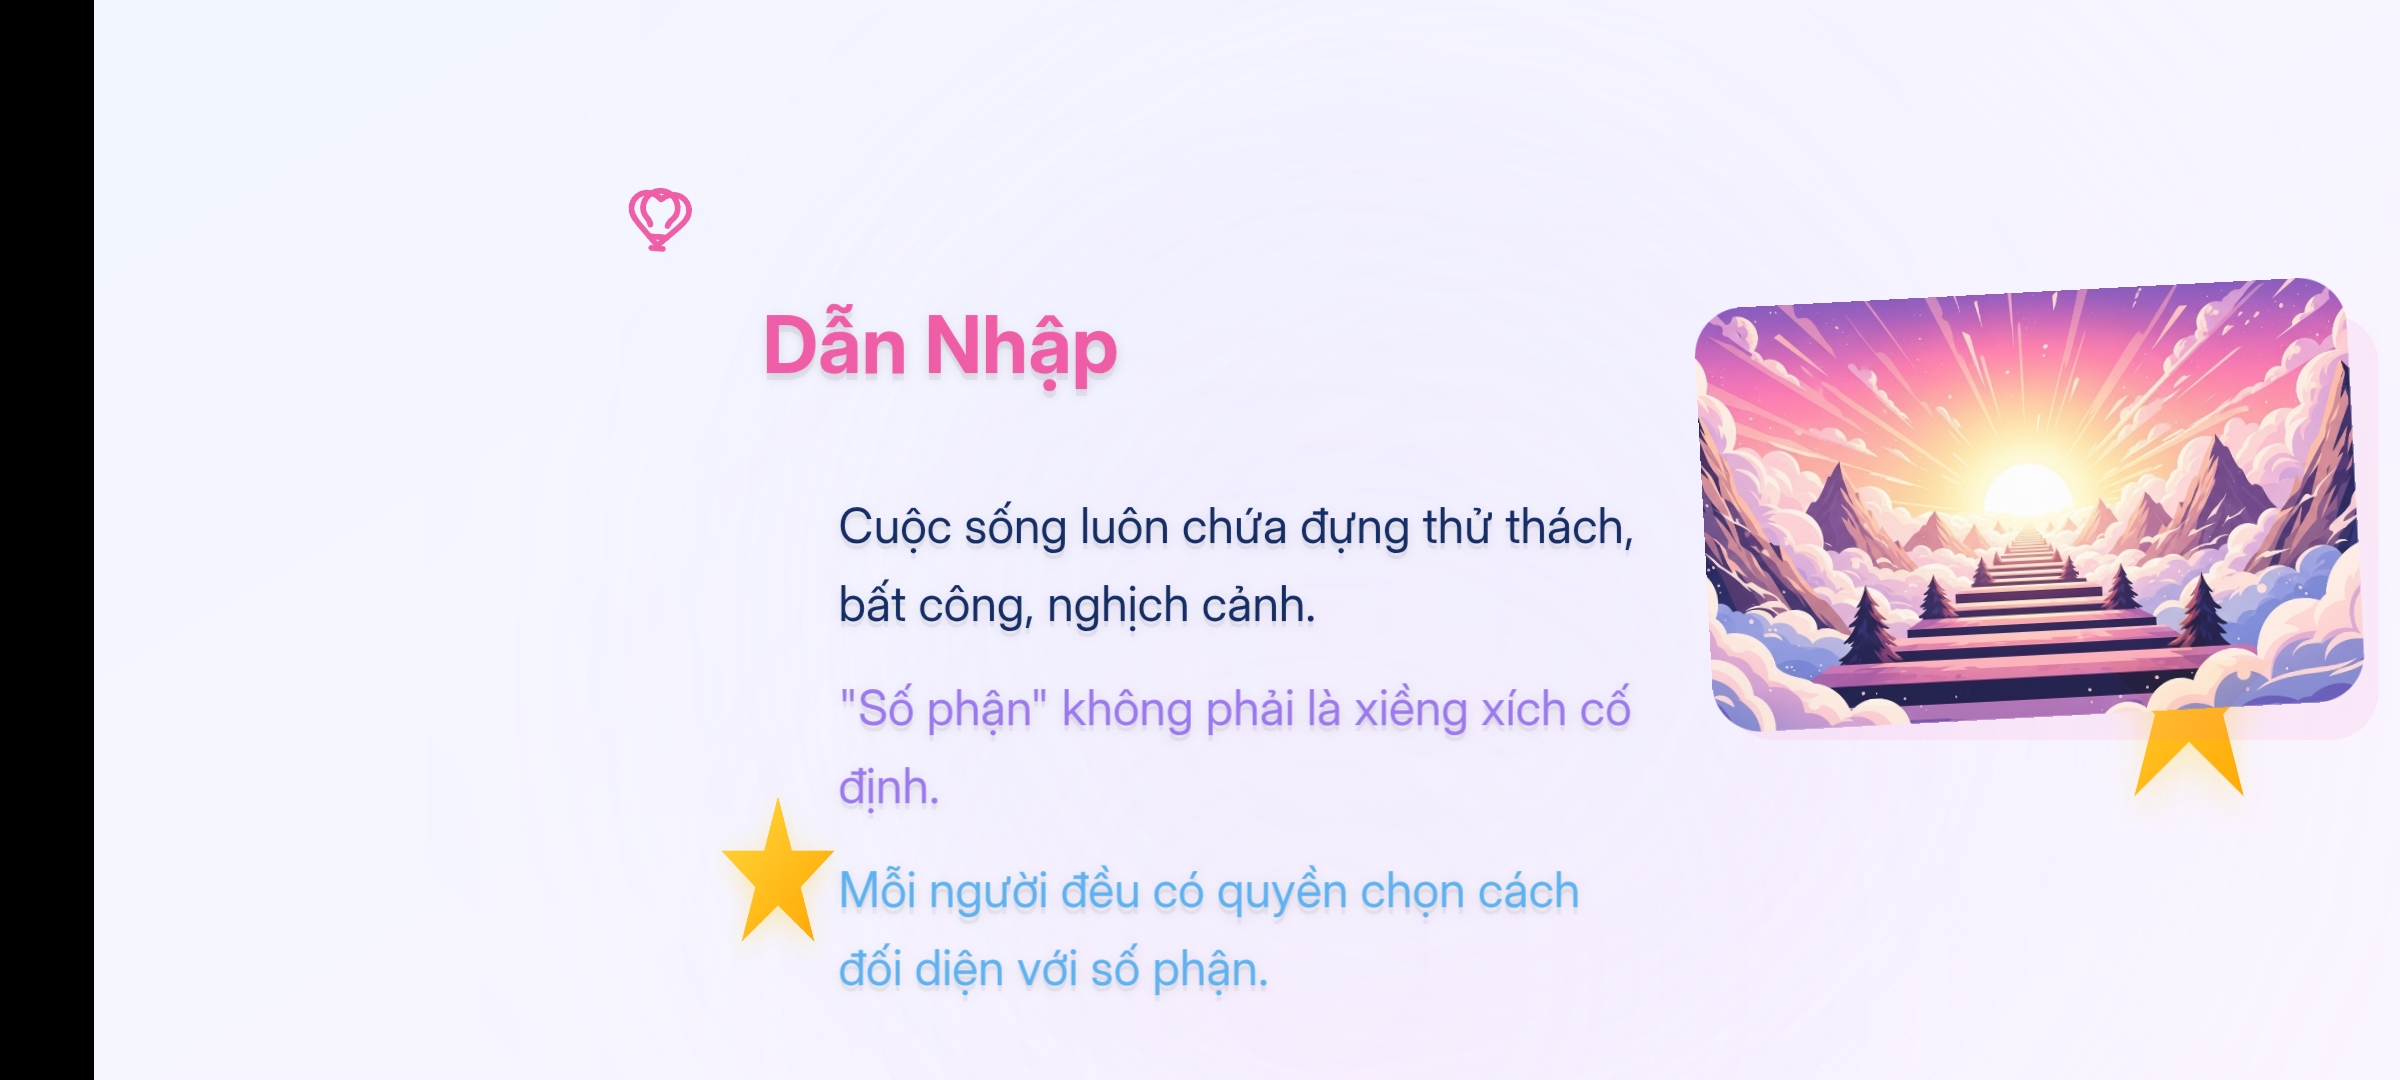 Dẫn Nhập
Cuộc sống luôn chứa đựng thử thách,
bất công, nghịch cảnh.
"Số phận" không phải là xiềng xích cố
định.
Mỗi người đều có quyền chọn cách
đối diện với số phận.